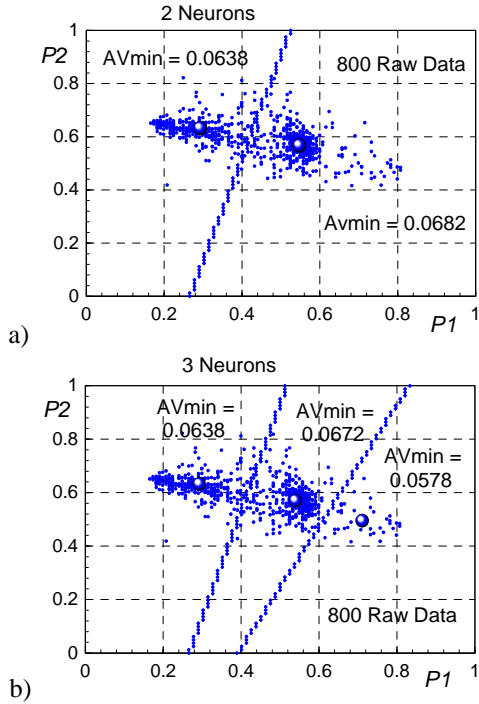 2 Neurons
1
P2
AVmin = 0.0638
800 Raw Data
0.8
0.6
0.4
Avmin = 0.0682
0.2
0
0 0.2 0.4 0.6 0.8 1
P1
a)
3 Neurons
1
P2
AVmin =
0.0638
AVmin =
0.0672
AVmin =
0.0578
0.8
0.6
0.4
0.2
800 Raw Data
0
0 0.2 0.4 0.6 0.8 1
P1
b)